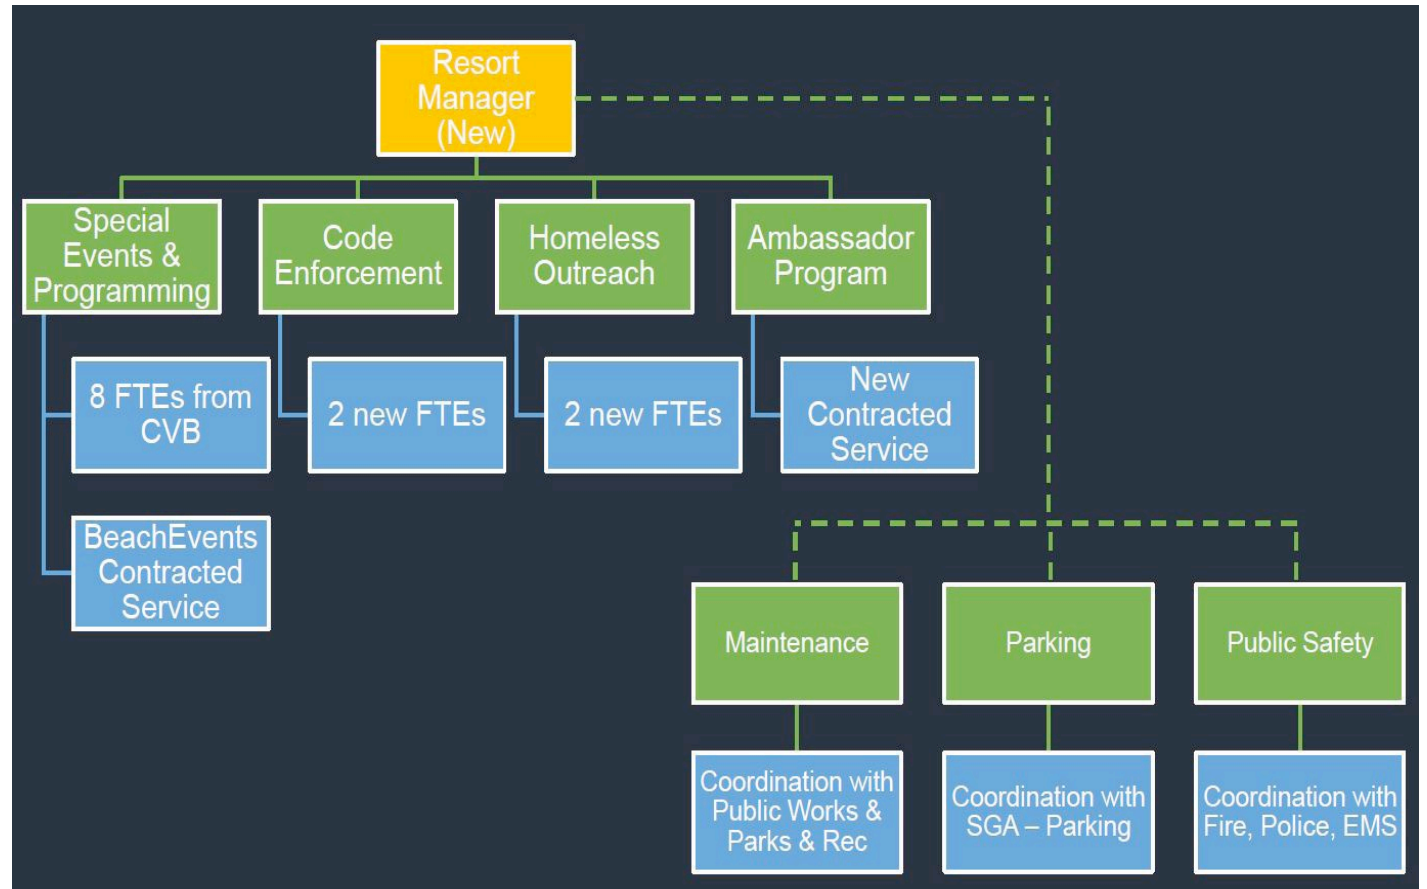 Resort
Manager
(New)
Special
Events &
Programming
Code
Enforcement
Homeless
Outreach
Ambassador
Program
8 FTEs from
CVB
2 new FTEs
2 new FTEs
New
Contracted
Service
BeachEvents
Contracted
Service
Maintenance
Parking
Public Safety
Coordination with
Public Works &
Parks & Rec
Coordination with
SGA – Parking
Coordination with
Fire, Police, EMS